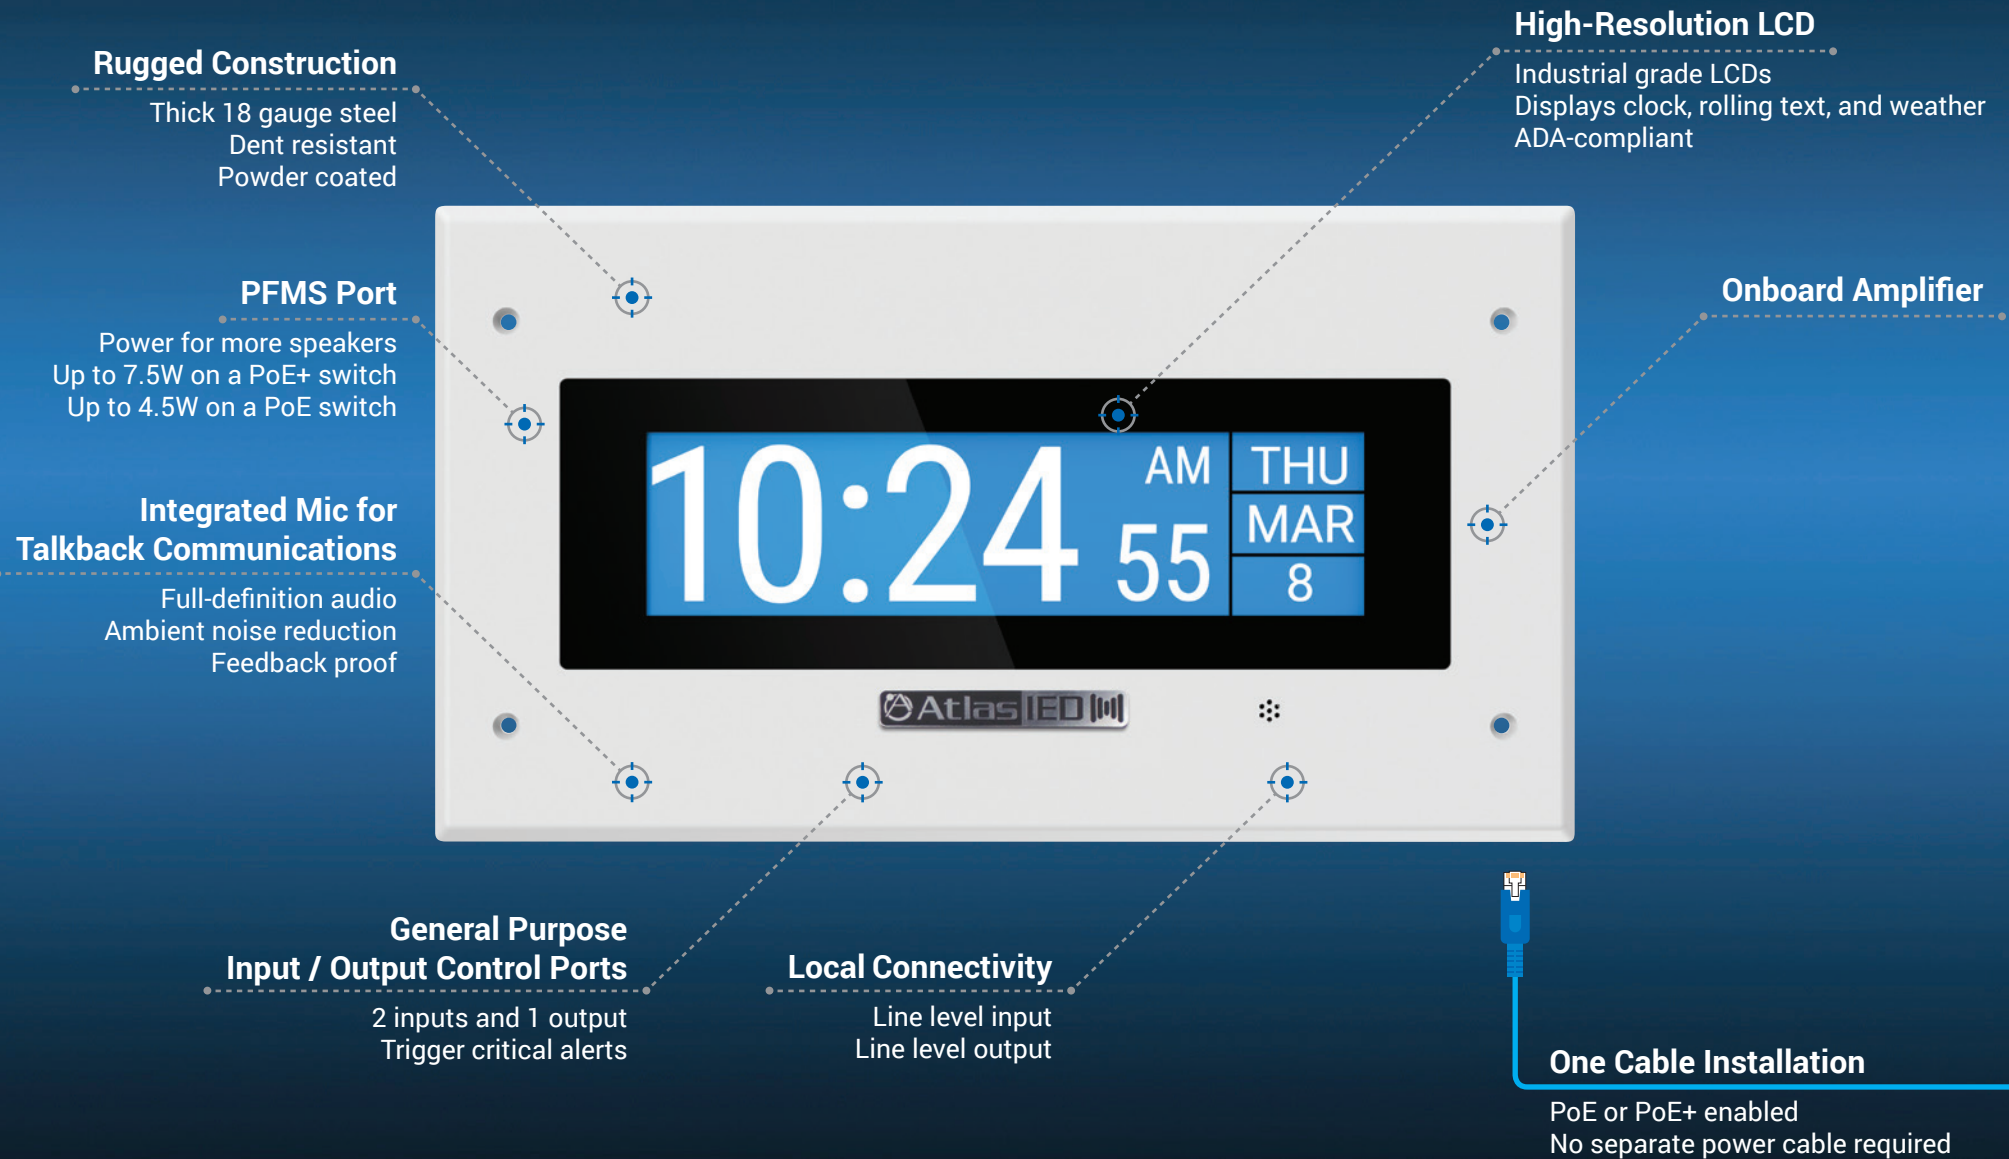 Rugged Construction
Thick 18 gauge steel
Dent resistant
Powder coated
High-Resolution LCD
Industrial grade LCDs
Displays clock, rolling text, and weather
ADA-compliant
PFMS Port
Power for more speakers
Up to 7.5W on a PoE+ switch
Up to 4.5W on a PoE switch
Onboard Amplifier
Integrated Mic for
Talkback Communications
Full-definition audio
Ambient noise reduction
Feedback proof
10:24 AM
55
THU
MAR
8
Atlas IED
General Purpose
Input / Output Control Ports
2 inputs and 1 output
Trigger critical alerts
Local Connectivity
Line level input
Line level output
One Cable Installation
PoE or PoE+ enabled
No separate power cable required